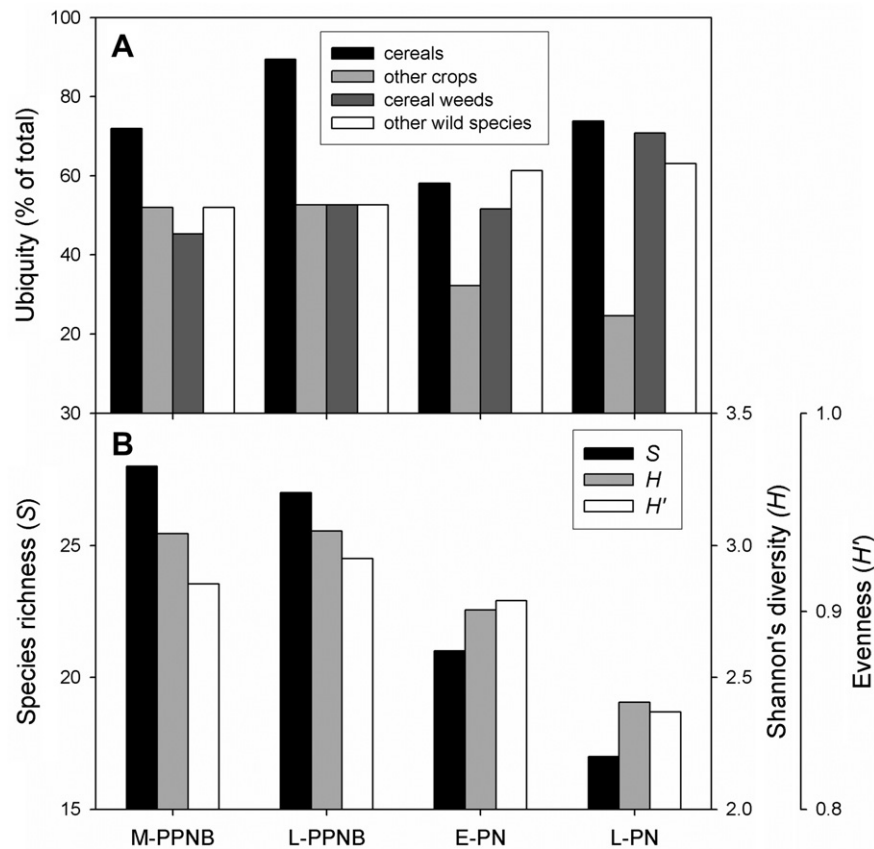 A
cereals
other crops
cereal weeds
other wild species
Ubiquity (% of total)
100
80
60
40
20
30
B
S
H
H'
Species richness (S)
25
20
15
3.5
3.0
2.5
2.0
Shannon's diversity (H)
1.0
0.9
0.8
Evenness (H')
M-PPNB L-PPNB E-PN L-PN